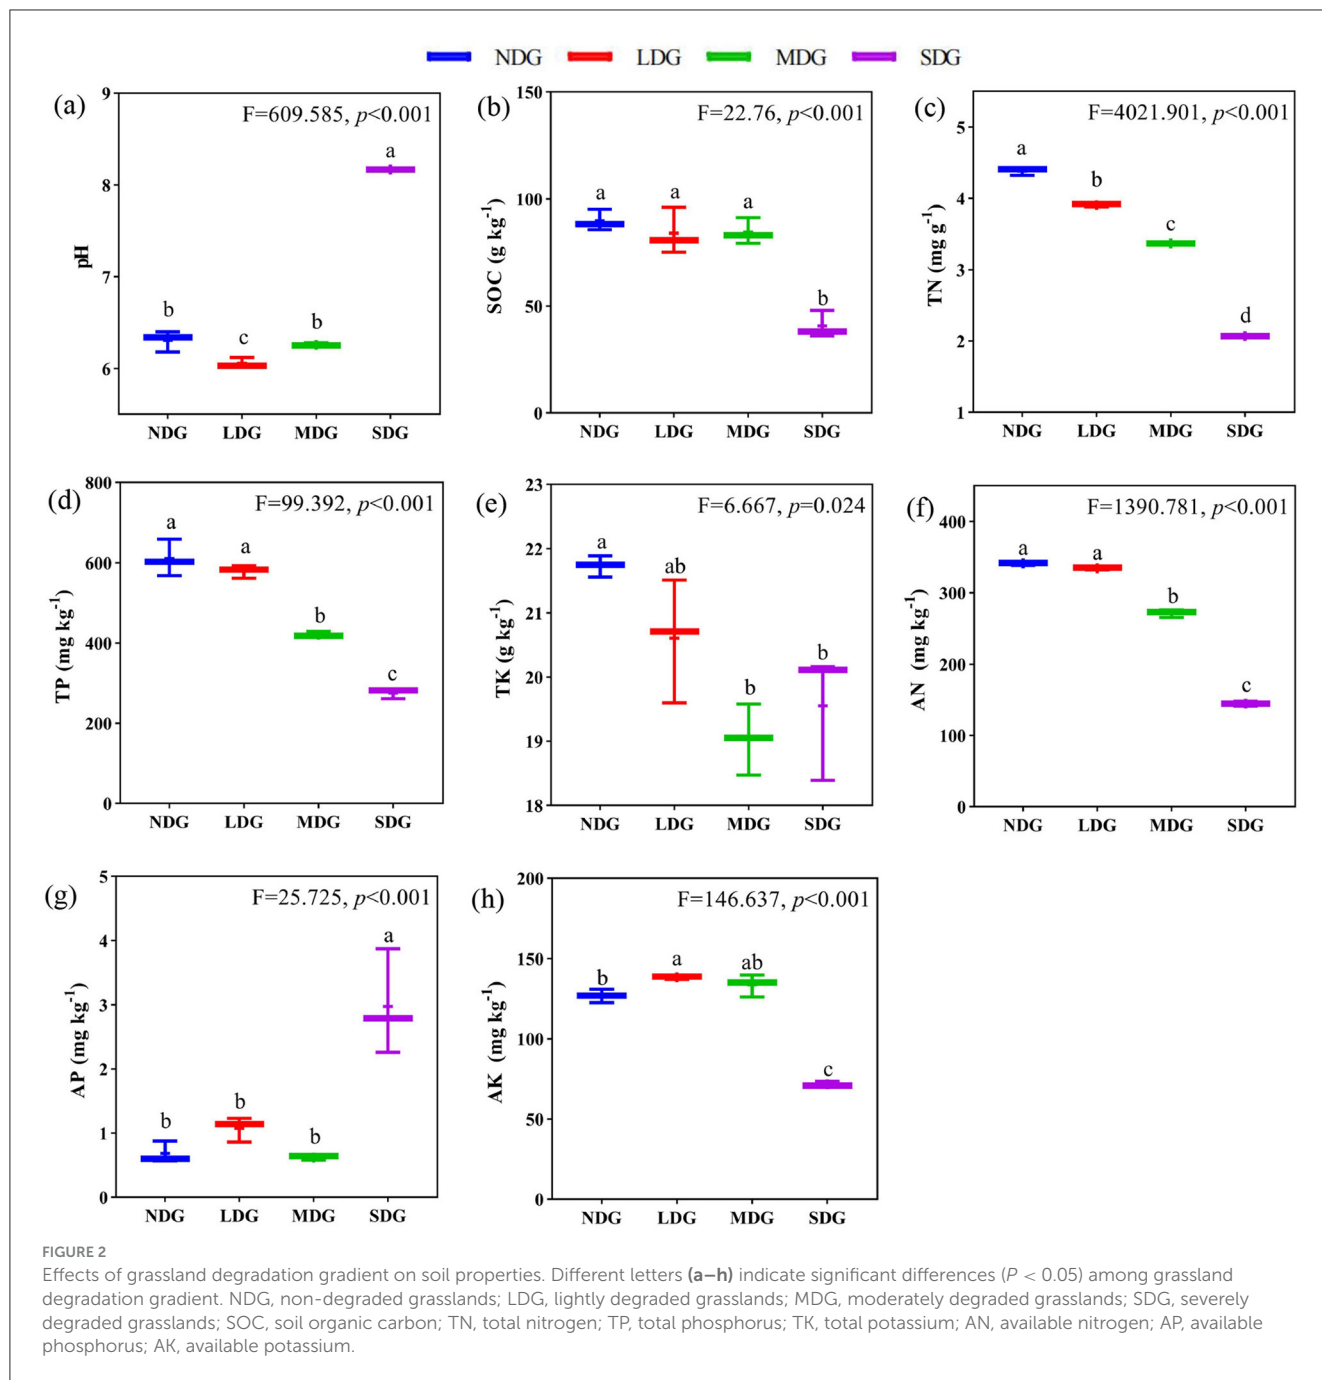 NDG LDG MDG SDG
(a)
F=609.585, p<0.001
pH
9
8
7
6
b
c
b
a
NDG LDG MDG SDG
(b)
F=22.76, p<0.001
SOC (g kg⁻¹)
150
100
50
0
a
a
a
b
NDG LDG MDG SDG
(c)
F=4021.901, p<0.001
TN (mg g⁻¹)
5
4
3
2
1
a
b
c
d
NDG LDG MDG SDG
(d)
F=99.392, p<0.001
TP (mg kg⁻¹)
800
600
400
200
0
a
a
b
c
NDG LDG MDG SDG
(e)
F=6.667, p=0.024
TK (g kg⁻¹)
23
22
21
20
19
18
a
ab
b
b
NDG LDG MDG SDG
(f)
F=1390.781, p<0.001
AN (mg kg⁻¹)
400
300
200
100
0
a
a
b
c
NDG LDG MDG SDG
(g)
F=25.725, p<0.001
AP (mg kg⁻¹)
5
4
3
2
1
0
b
b
b
a
NDG LDG MDG SDG
(h)
F=146.637, p<0.001
AK (mg kg⁻¹)
200
150
100
50
0
b
a
ab
c
NDG LDG MDG SDG
FIGURE 2
Effects of grassland degradation gradient on soil properties. Different letters (a–h) indicate significant differences (P < 0.05) among grassland
degradation gradient. NDG, non-degraded grasslands; LDG, lightly degraded grasslands; MDG, moderately degraded grasslands; SDG, severely
degraded grasslands; SOC, soil organic carbon; TN, total nitrogen; TP, total phosphorus; TK, total potassium; AN, available nitrogen; AP, available
phosphorus; AK, available potassium.